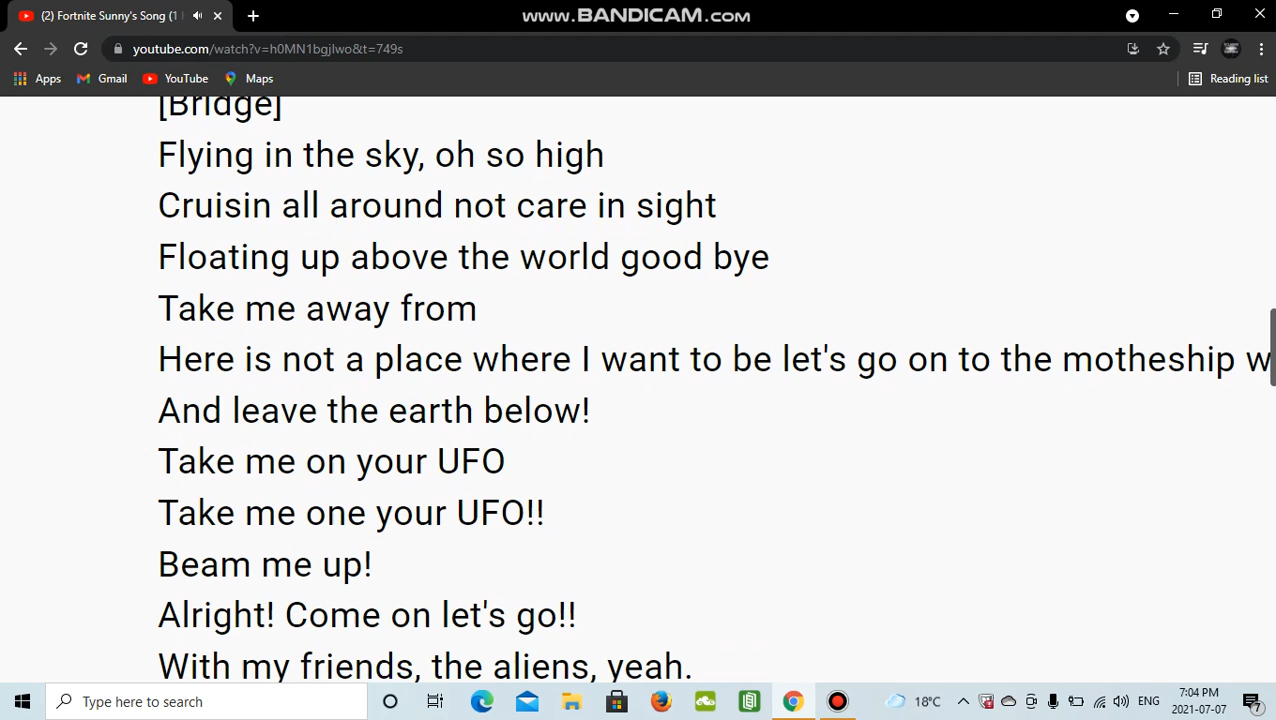 (2) Fortnite Sunny's Song (1
www.BANDICAM.com
youtube.com/watch?v=h0MN1bgjlwo&t=749s
Apps Gmail YouTube Maps Reading list
[Bridge]
Flying in the sky, oh so high
Cruisin all around not care in sight
Floating up above the world good bye
Take me away from
Here is not a place where I want to be let's go on to the motheship w
And leave the earth below!
Take me on your UFO
Take me one your UFO!!
Beam me up!
Alright! Come on let's go!!
With my friends, the aliens, yeah.
Type here to search 18°C ENG 7:04 PM
2021-07-07 7